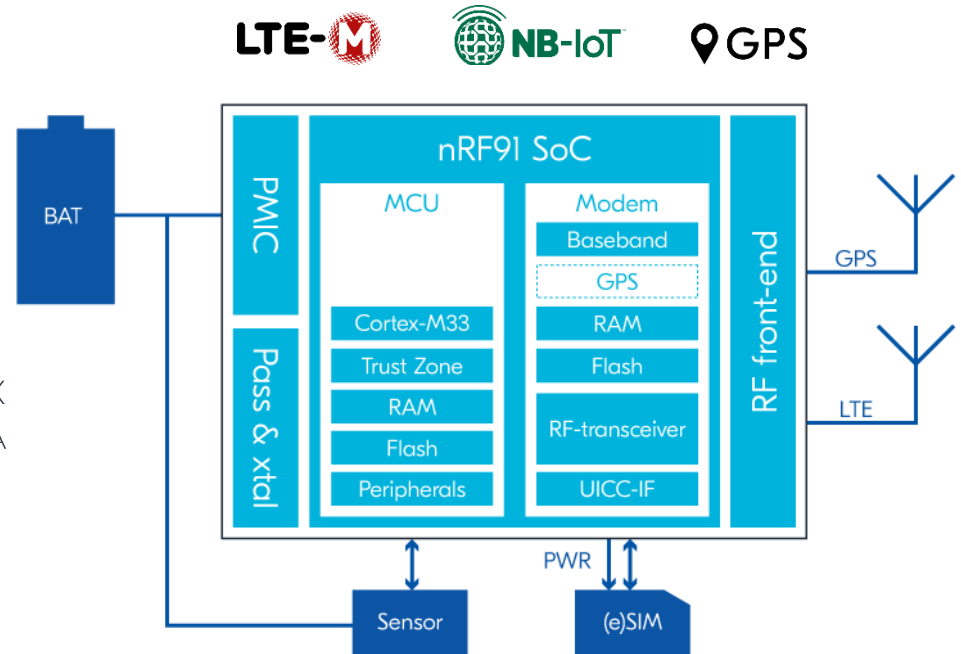 LTE-M
NB-IoT
GPS
nRF91 SoC
BAT
PMIC
Pass & xtal
MCU
Cortex-M33
Trust Zone
RAM
Flash
Peripherals
Modem
Baseband
GPS
RAM
Flash
RF-transceiver
UICC-IF
RF front-end
GPS
LTE
PWR
Sensor
(e)SIM